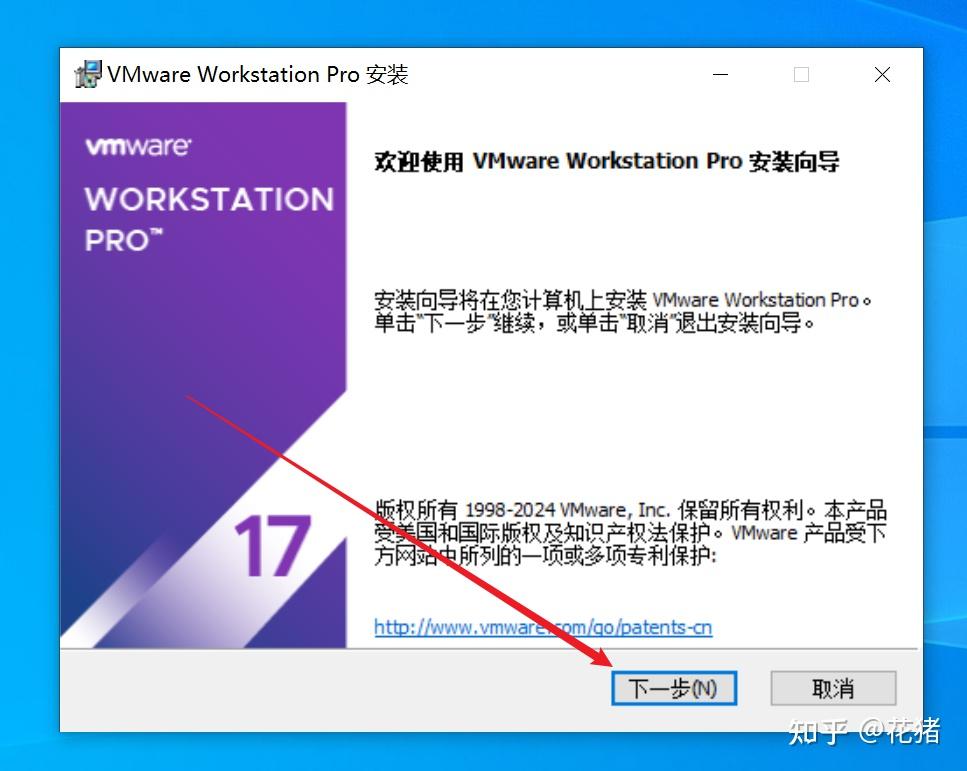 VMware Workstation Pro 安装
vmware®
WORKSTATION
PRO™
欢迎使用 VMware Workstation Pro 安装向导
安装向导将在您计算机上安装 VMware Workstation Pro。
单击“下一步”继续，或单击“取消”退出安装向导。
17
版权所有 1998-2024 VMware, Inc. 保留所有权利。本产品
受美国和国际版权及知识产权法保护。VMware 产品受下
方网站中所列的一项或多项专利保护:
http://www.vmware.com/go/patents-cn
下一步(N)
取消
知乎 @花猪